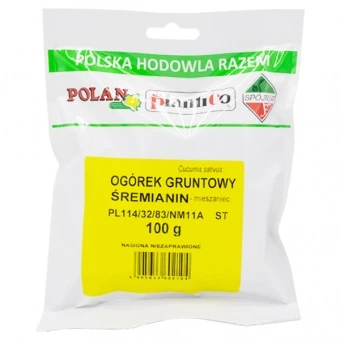 POLSKA HODOWLA RAZEM
POLAN PlantiCo SPÓJNIA
Cucumis sativus
OGÓREK GRUNTOWY
ŚREMIANIN - mieszaniec
PL114/32/83/NM11A ST
100 g
NASIONA NIEZAPRAWIONE